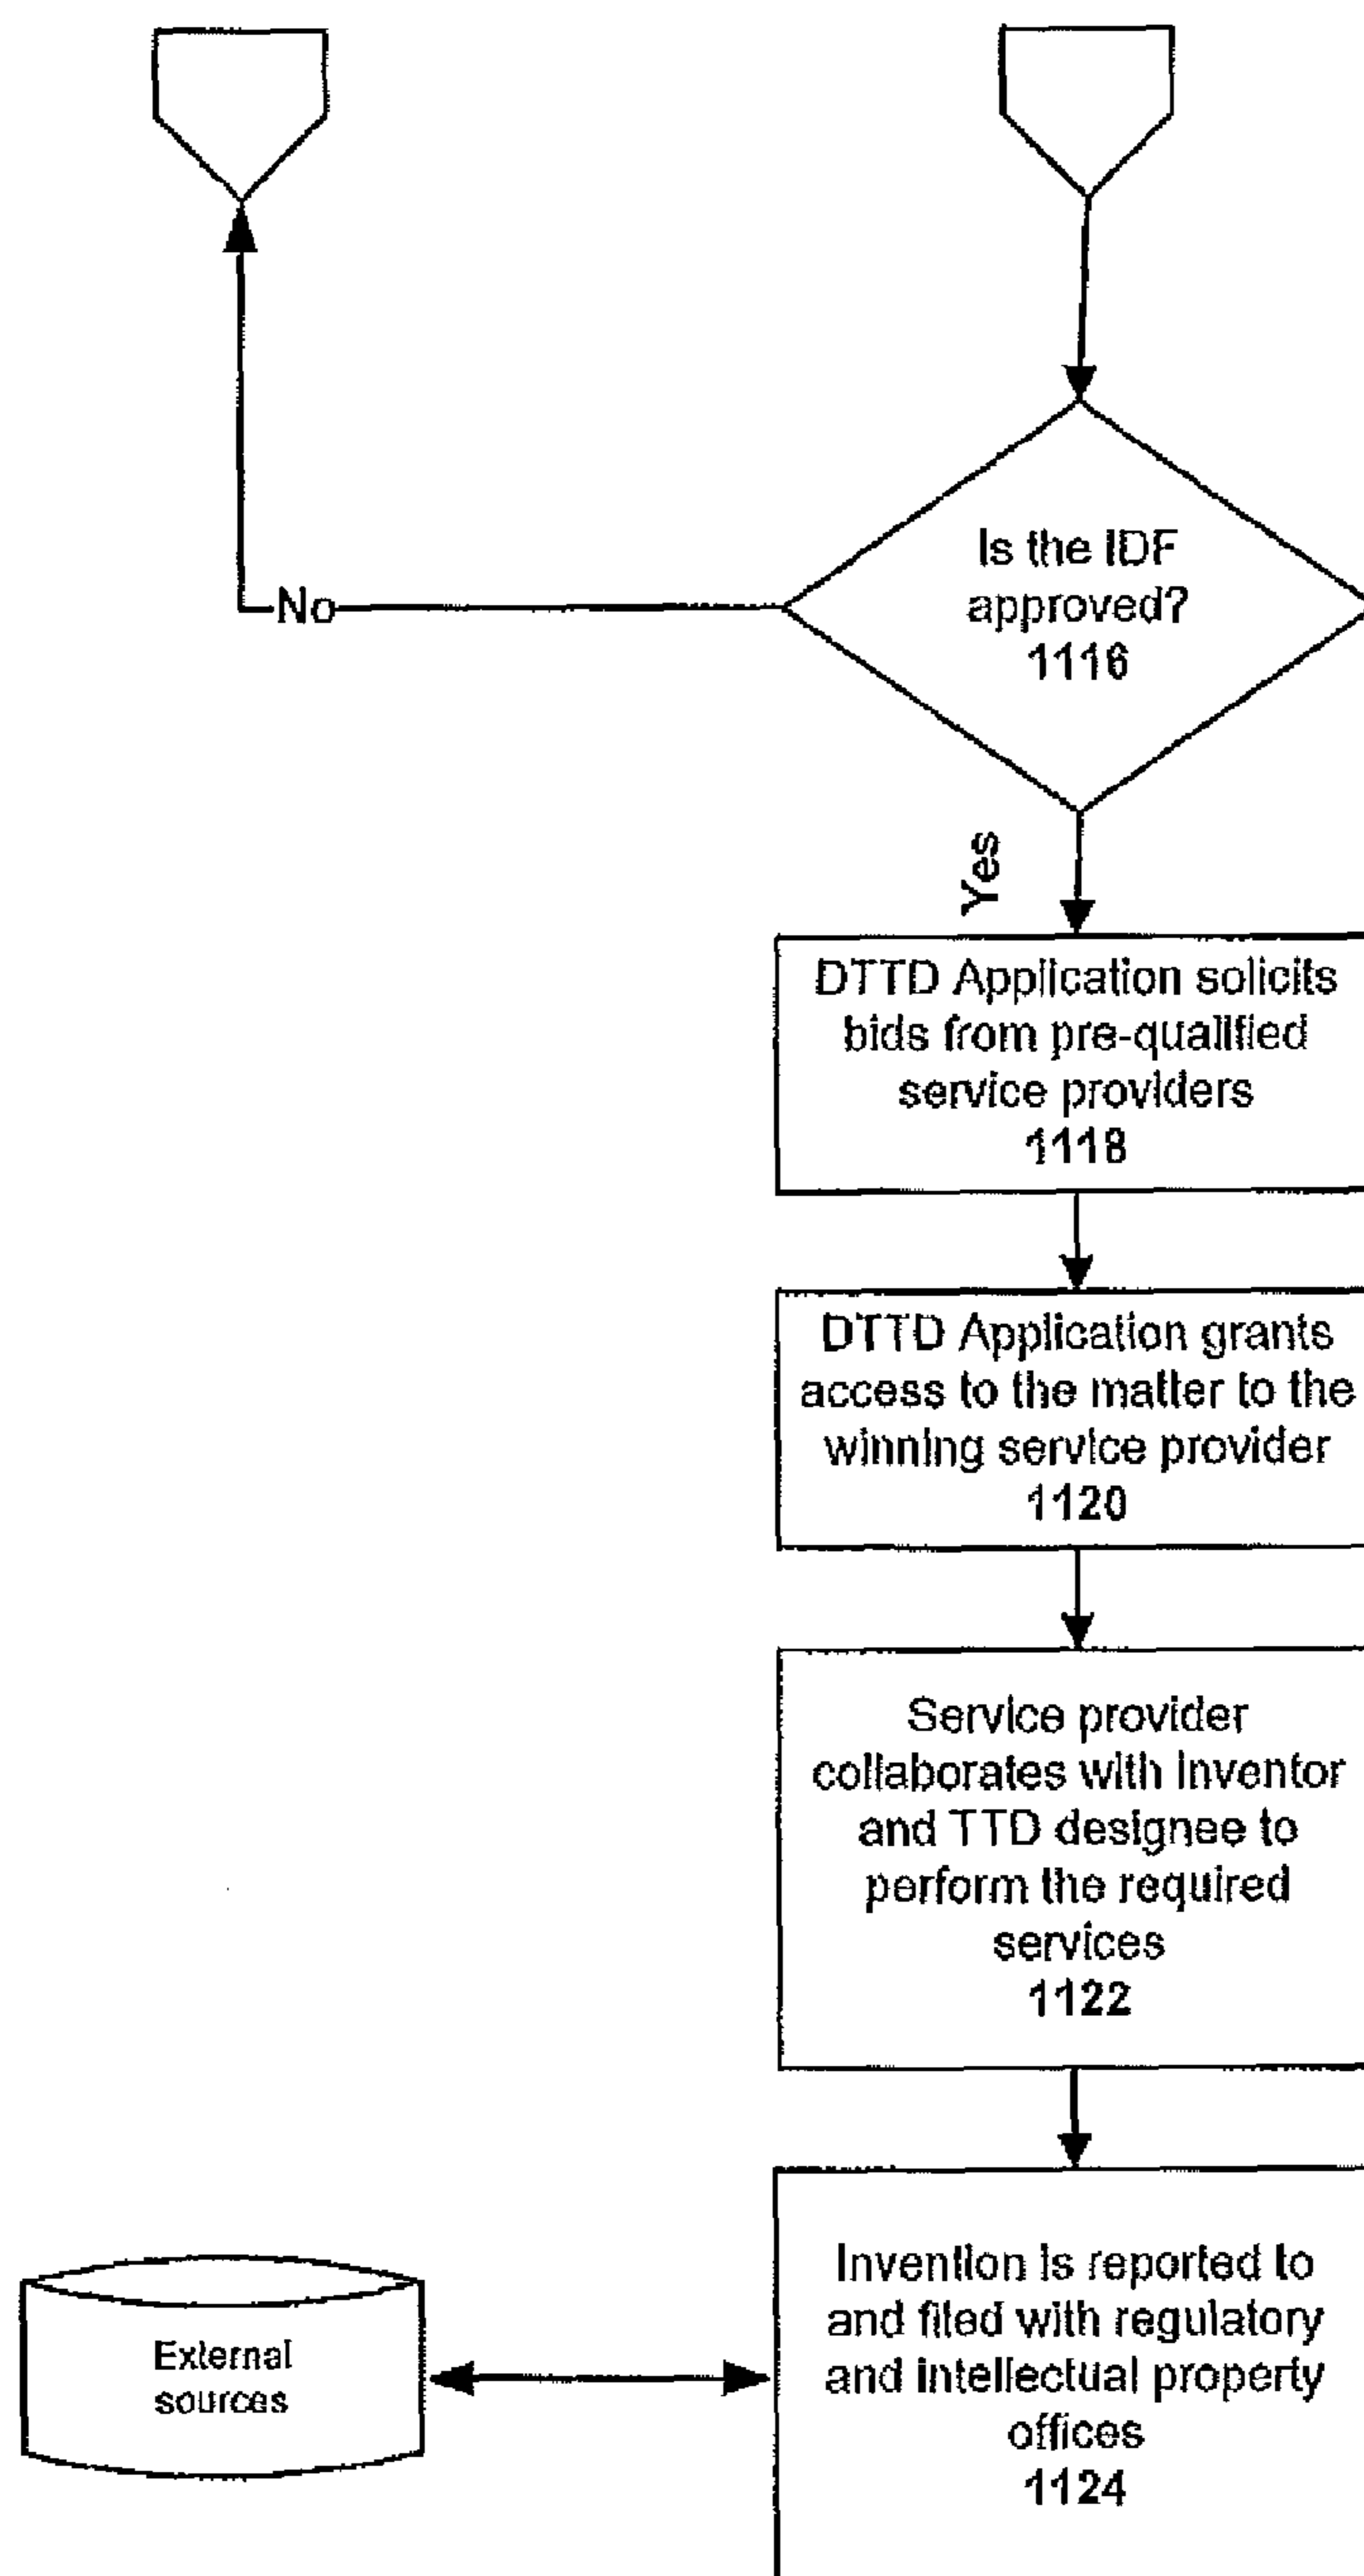 Is the IDF
approved?
1116
No
Yes
DTTD Application solicits
bids from pre-qualified
service providers
1118
DTTD Application grants
access to the matter to the
winning service provider
1120
Service provider
collaborates with inventor
and TTD designee to
perform the required
services
1122
Invention is reported to
and filed with regulatory
and intellectual property
offices
1124
External
sources